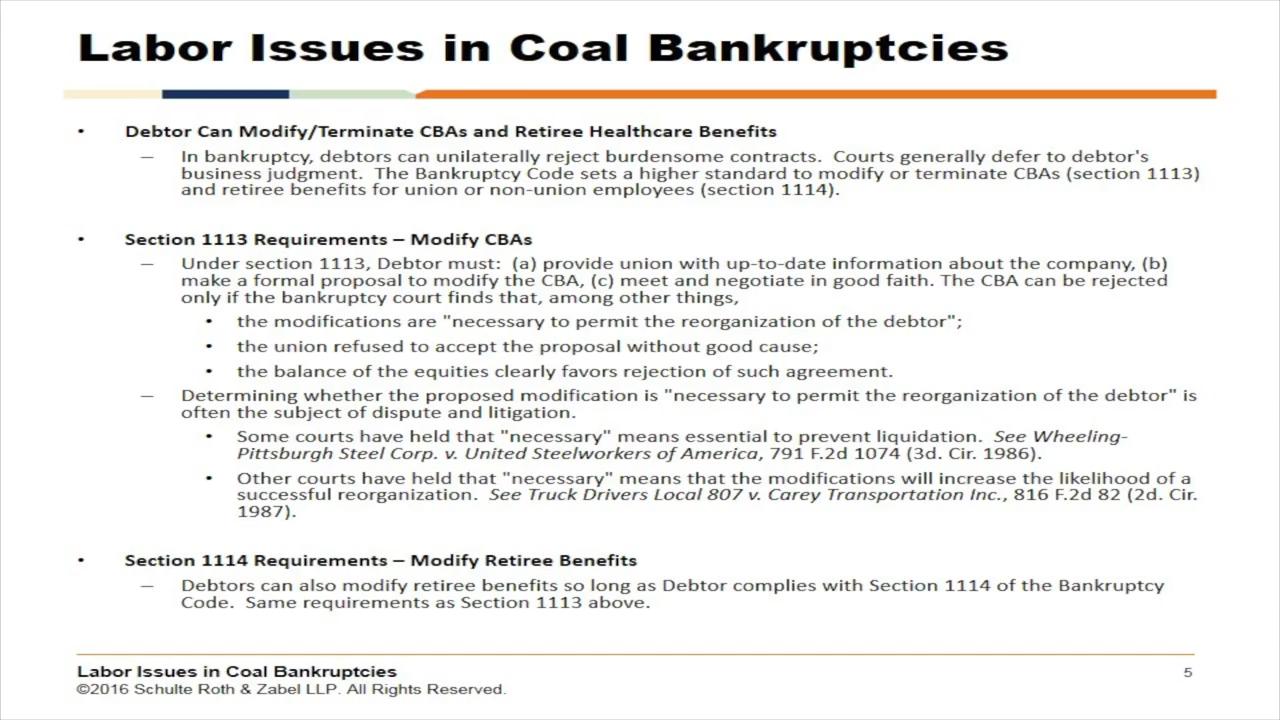 Labor Issues in Coal Bankruptcies
• Debtor Can Modify/Terminate CBAs and Retiree Healthcare Benefits
– In bankruptcy, debtors can unilaterally reject burdensome contracts. Courts generally defer to debtor's
business judgment. The Bankruptcy Code sets a higher standard to modify or terminate CBAs (section 1113)
and retiree benefits for union or non-union employees (section 1114).
• Section 1113 Requirements – Modify CBAs
– Under section 1113, Debtor must: (a) provide union with up-to-date information about the company, (b)
make a formal proposal to modify the CBA, (c) meet and negotiate in good faith. The CBA can be rejected
only if the bankruptcy court finds that, among other things,
• the modifications are "necessary to permit the reorganization of the debtor";
• the union refused to accept the proposal without good cause;
• the balance of the equities clearly favors rejection of such agreement.
– Determining whether the proposed modification is "necessary to permit the reorganization of the debtor" is
often the subject of dispute and litigation.
• Some courts have held that "necessary" means essential to prevent liquidation. See Wheeling-
Pittsburgh Steel Corp. v. United Steelworkers of America, 791 F.2d 1074 (3d. Cir. 1986).
• Other courts have held that "necessary" means that the modifications will increase the likelihood of a
successful reorganization. See Truck Drivers Local 807 v. Carey Transportation Inc., 816 F.2d 82 (2d. Cir.
1987).
• Section 1114 Requirements – Modify Retiree Benefits
– Debtors can also modify retiree benefits so long as Debtor complies with Section 1114 of the Bankruptcy
Code. Same requirements as Section 1113 above.
Labor Issues in Coal Bankruptcies
5
©2016 Schulte Roth & Zabel LLP. All Rights Reserved.